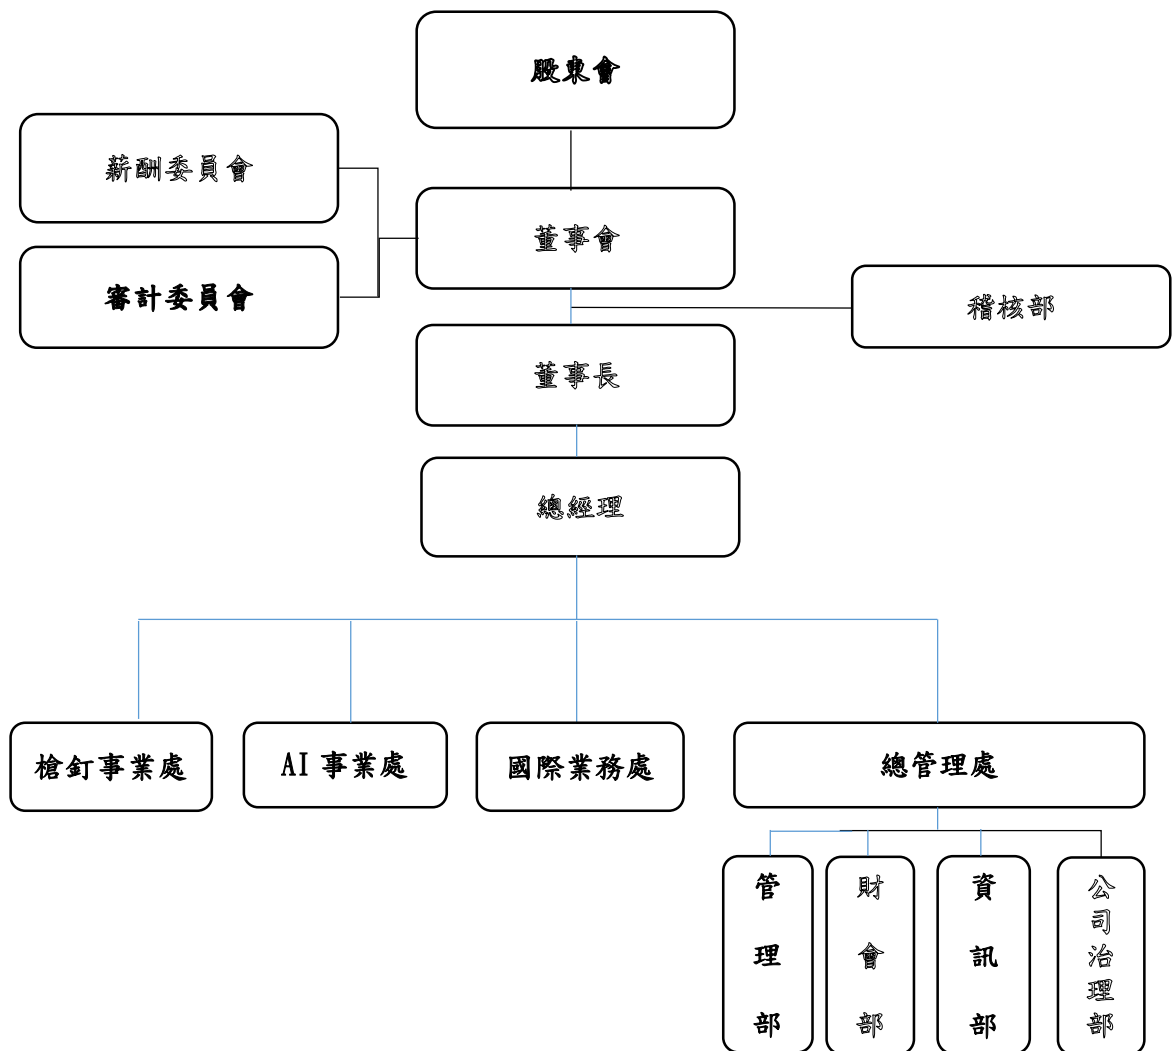 股東會
薪酬委員會
董事會
審計委員會
稽核部
董事長
總經理
槍釘事業處
AI 事業處
國際業務處
總管理處
管理部
財會部
資訊部
公司治理部